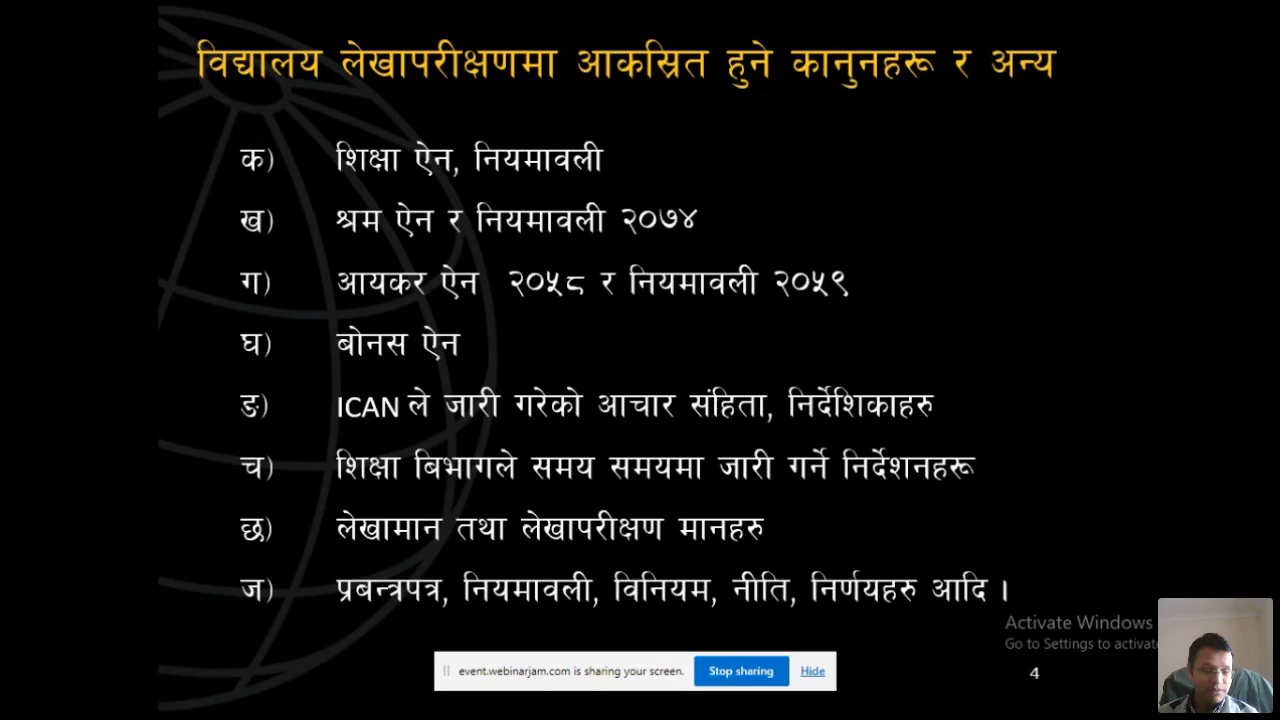 विद्यालय लेखापरीक्षणमा आकस्रित हुने कानुनहरू र अन्य
क) शिक्षा ऐन, नियमावली
ख) श्रम ऐन र नियमावली २०७४
ग) आयकर ऐन २०५८ र नियमावली २०५९
घ) बोनस ऐन
ङ) ICAN ले जारी गरेको आचार संहिता, निर्देशिकाहरु
च) शिक्षा बिभागले समय समयमा जारी गर्ने निर्देशनहरू
छ) लेखामान तथा लेखापरीक्षण मानहरु
ज) प्रबन्त्रपत्र, नियमावली, विनियम, नीति, निर्णयहरु आदि ।
Activate Windows
Go to Settings to activate
event.webinarjam.com is sharing your screen. Stop sharing Hide
4